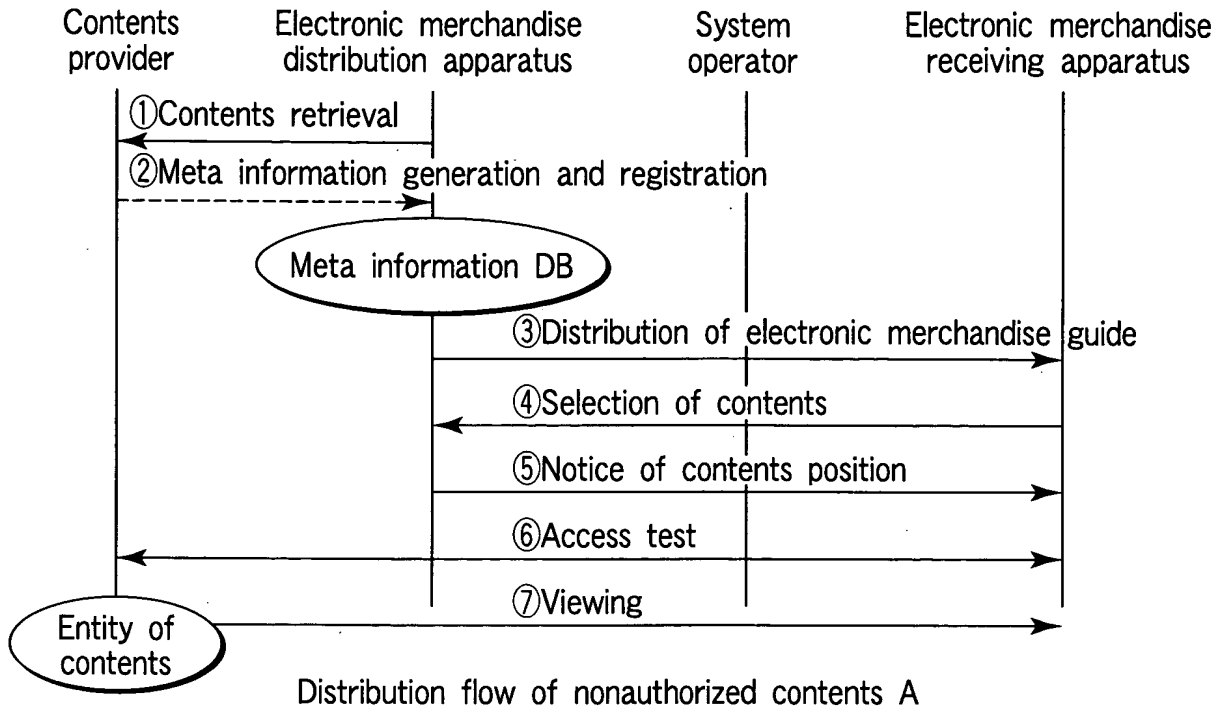 Contents
provider
Electronic merchandise
distribution apparatus
System
operator
Electronic merchandise
receiving apparatus
①Contents retrieval
②Meta information generation and registration
Meta information DB
③Distribution of electronic merchandise guide
④Selection of contents
⑤Notice of contents position
⑥Access test
⑦Viewing
Entity of
contents
Distribution flow of nonauthorized contents A